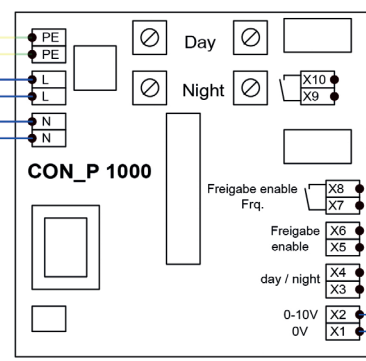 PE
PE
L
L
N
N
Day
Night
X10
X9
CON_P 1000
Freigabe enable
Frq.
X8
X7
Freigabe
enable
X6
X5
day / night
X4
X3
0-10V
X2
0V
X1